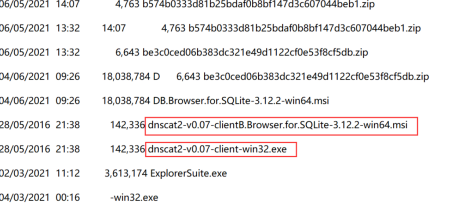 06/05/2021 14:07 4,763 b574b0333d81bb25bdaf0b8bf147d3c607044beb1.zip
06/05/2021 13:32 14:07 4,763 b574b0333d81bb25bdaf0b8bf147d3c607044beb1.zip
06/05/2021 13:32 6,643 be3c0ced06b383dc321e49d1122cf0e53f8cf5db.zip
04/06/2021 09:26 18,038,784 D 6,643 be3c0ced06b383dc321e49d1122cf0e53f8cf5db.zip
04/06/2021 09:26 18,038,784 DB.Browser.for.SQLite-3.12.2-win64.msi
28/05/2016 21:38 142,336 dnscat2-v0.07-clientB.Browser.for.SQLite-3.12.2-win64.msi
28/05/2016 21:38 142,336 dnscat2-v0.07-client-win32.exe
02/03/2021 11:12 3,613,174 ExplorerSuite.exe
04/03/2021 00:16 -win32.exe